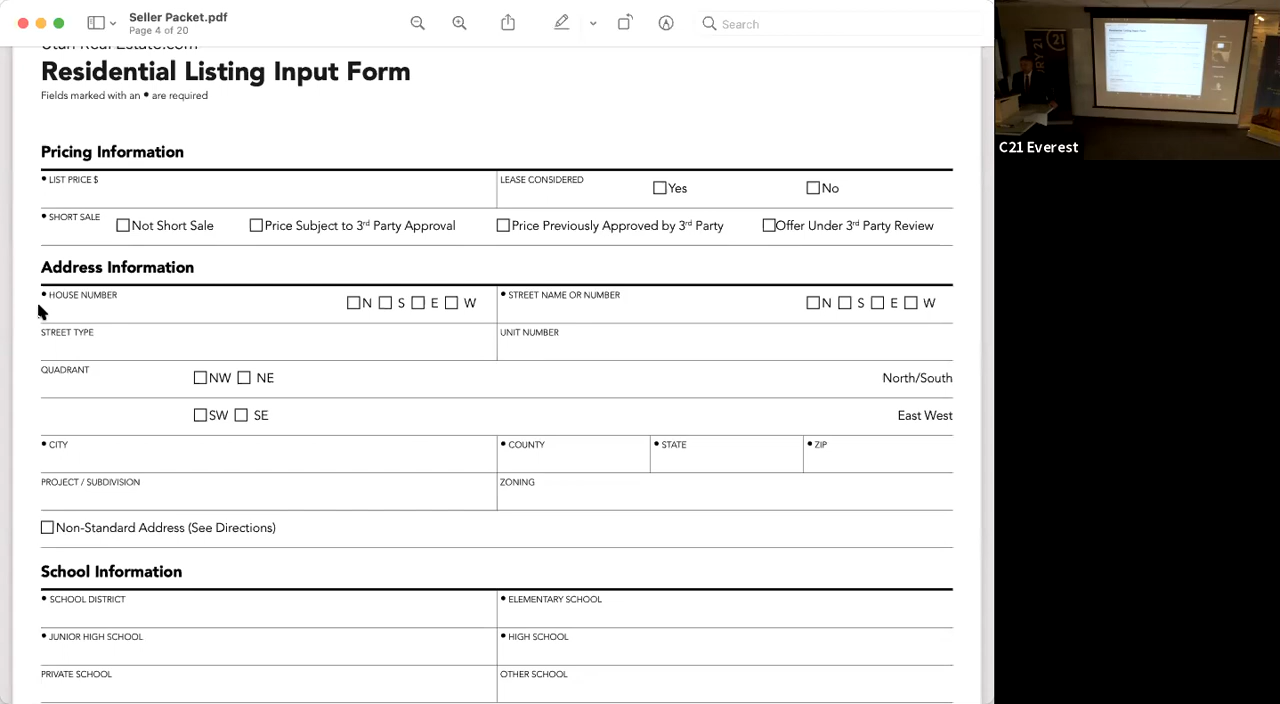 Seller Packet.pdf
Page 4 of 20
Search
Utah Real Estate.com
Residential Listing Input Form
Fields marked with an • are required
Pricing Information
• LIST PRICE $
LEASE CONSIDERED
Yes
No
• SHORT SALE
Not Short Sale
Price Subject to 3rd Party Approval
Price Previously Approved by 3rd Party
Offer Under 3rd Party Review
Address Information
• HOUSE NUMBER
N S E W
• STREET NAME OR NUMBER
N S E W
STREET TYPE
UNIT NUMBER
QUADRANT
NW NE
North/South
SW SE
East West
• CITY
• COUNTY
• STATE
• ZIP
PROJECT / SUBDIVISION
ZONING
Non-Standard Address (See Directions)
School Information
• SCHOOL DISTRICT
• ELEMENTARY SCHOOL
• JUNIOR HIGH SCHOOL
• HIGH SCHOOL
PRIVATE SCHOOL
OTHER SCHOOL
C21 Everest